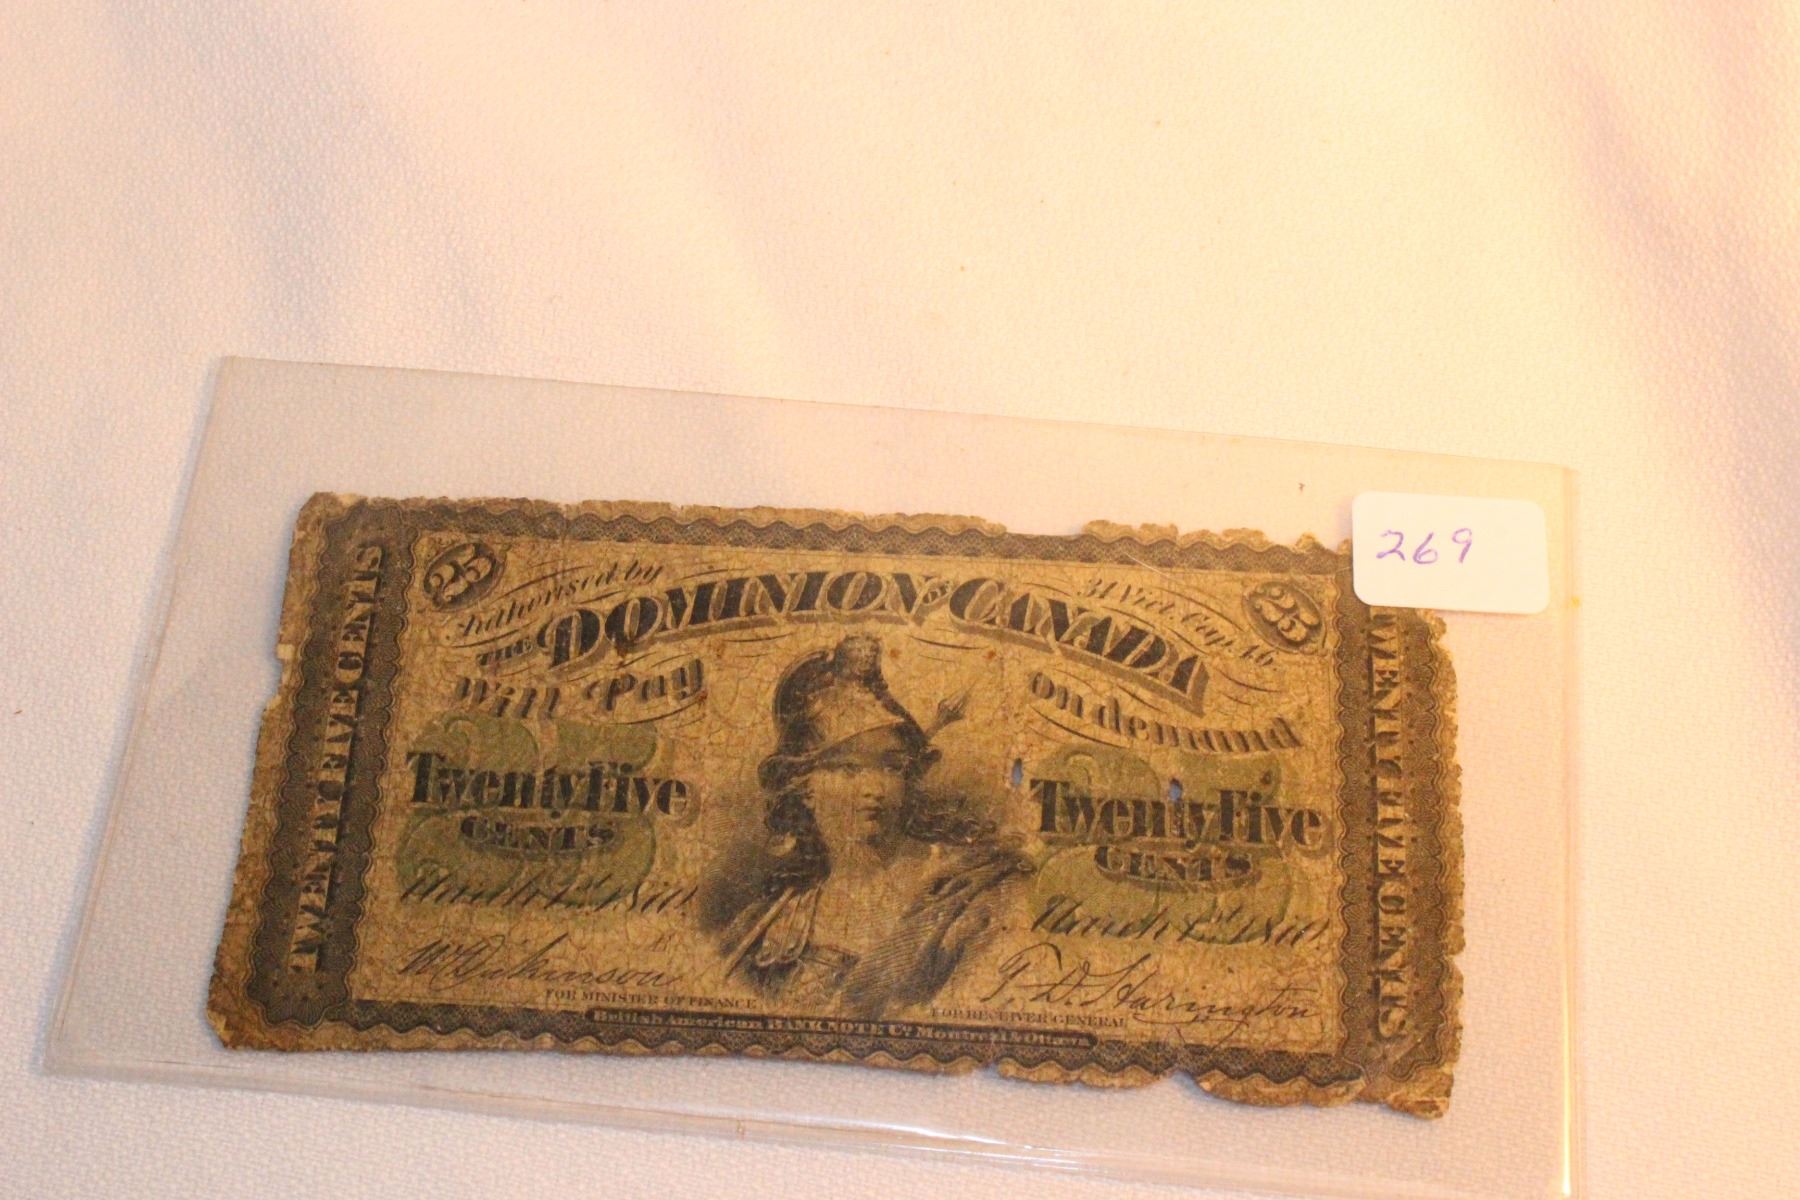 269
25
25
Authorised by
31 Vict. Cap. 46.
THE DOMINION OF CANADA
Will Pay
on demand
Twenty Five
CENTS
Twenty Five
CENTS
March 1st 1870.
March 1st 1870.
W Dickinson
T. D. Harington
FOR MINISTER OF FINANCE
FOR RECEIVER GENERAL
British American BANK NOTE Co Montreal & Ottawa
TWENTY FIVE CENTS
TWENTY FIVE CENTS